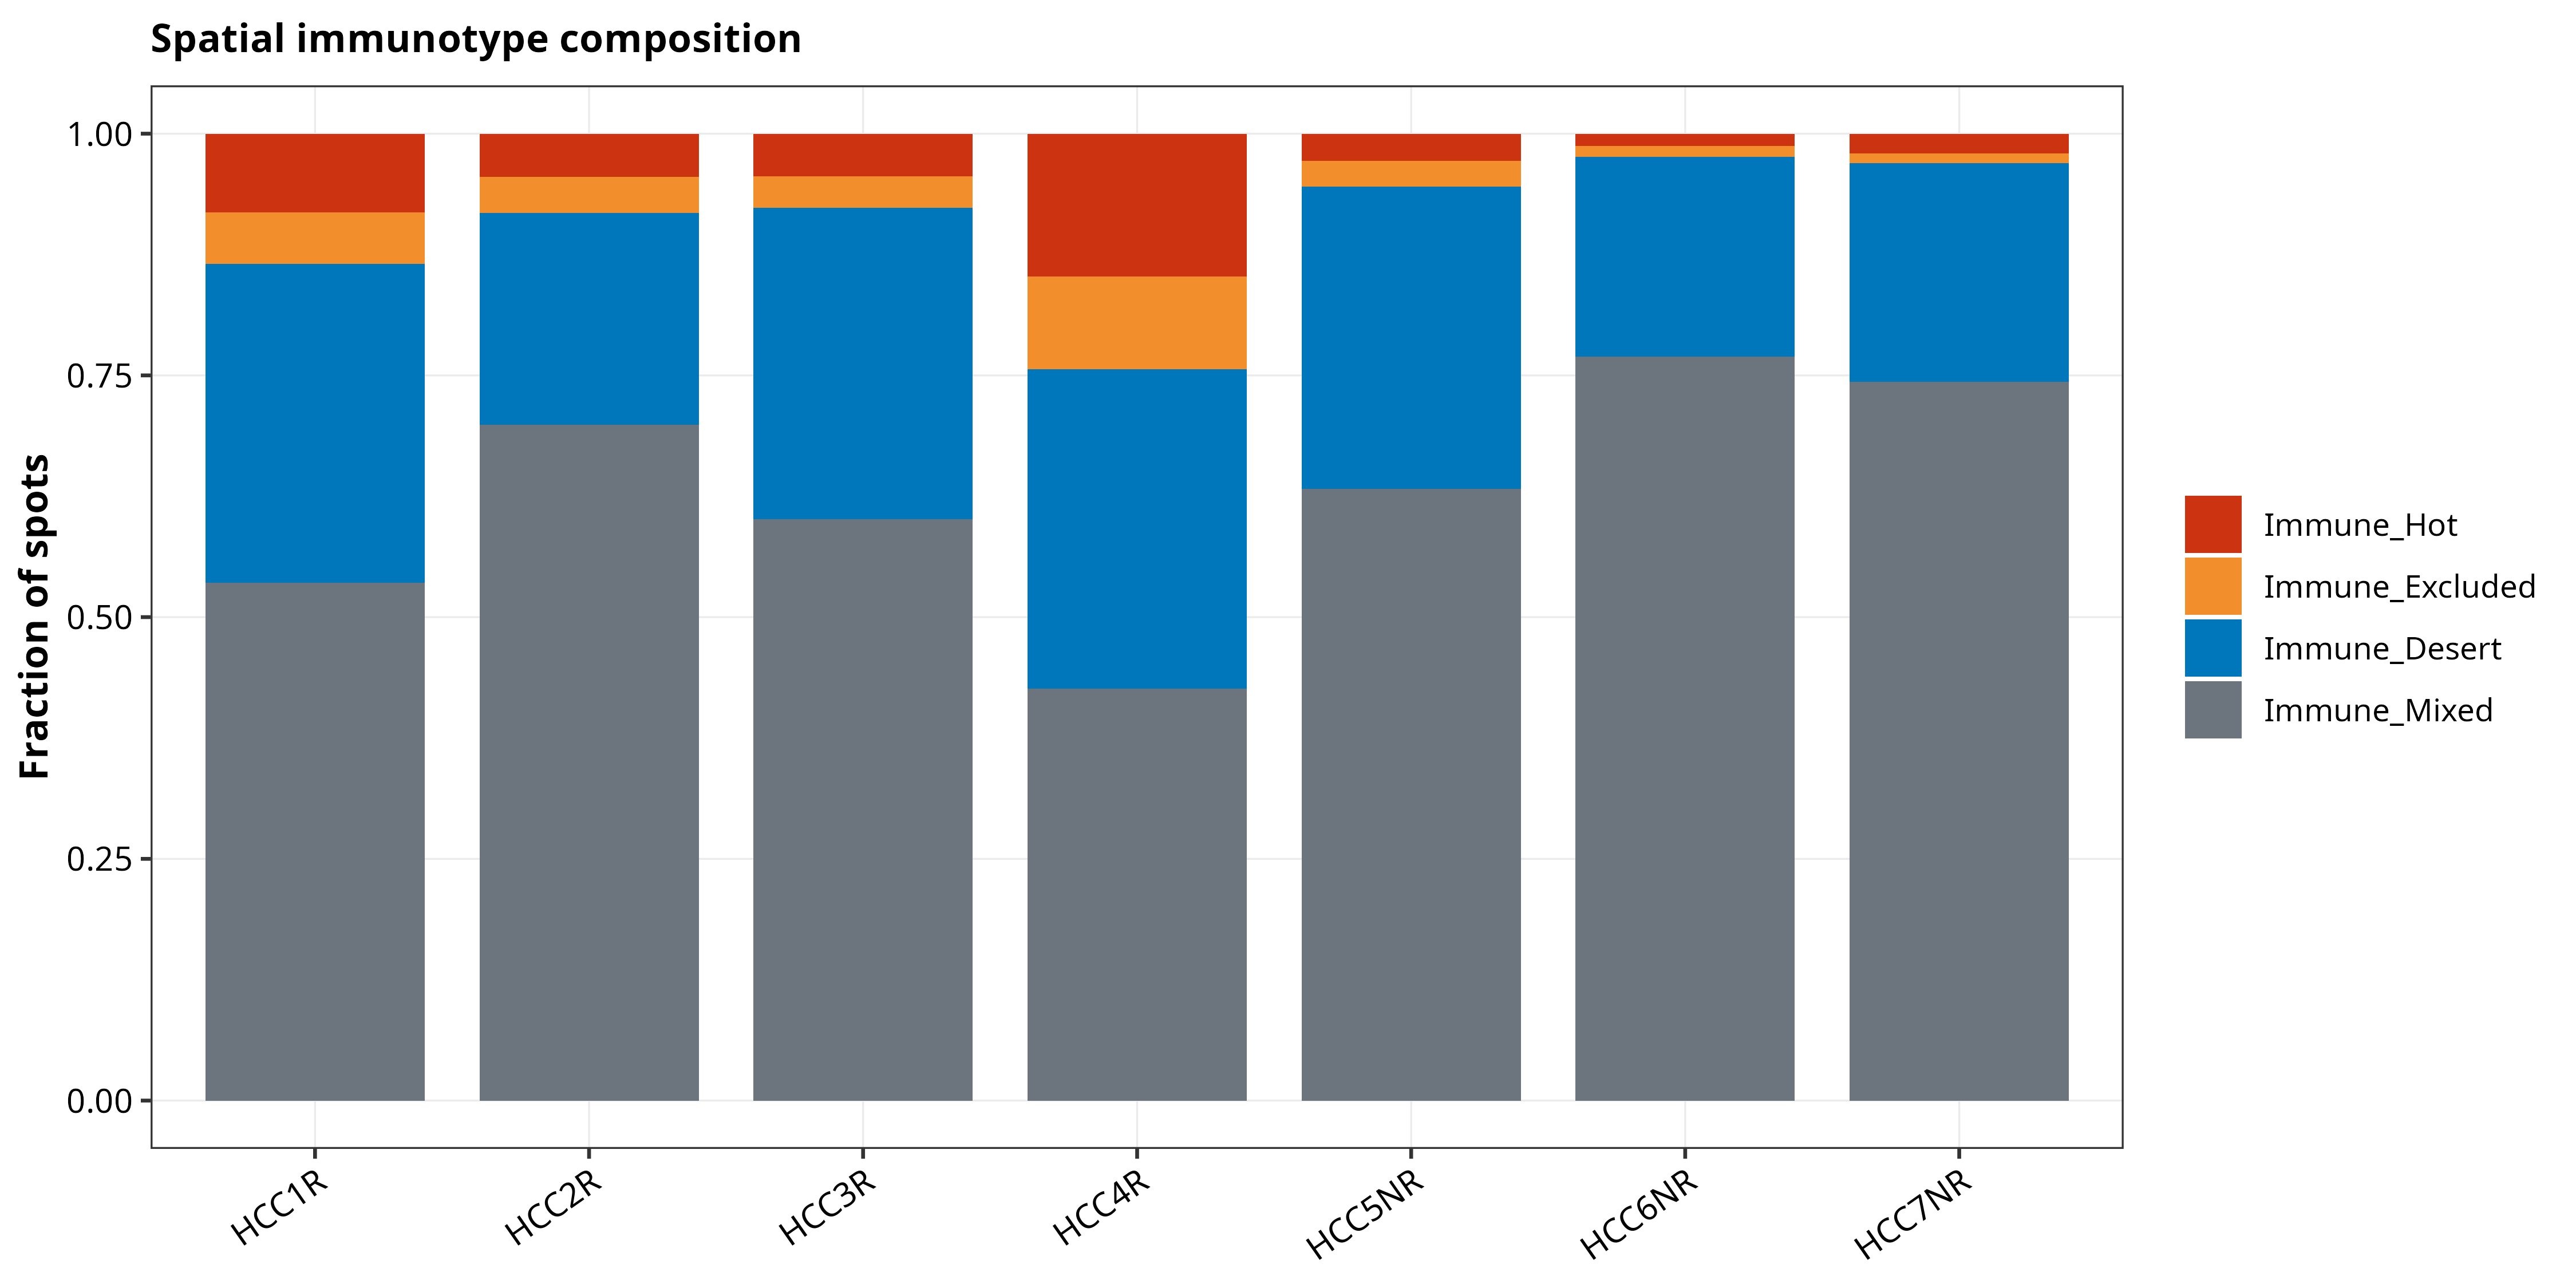 Spatial immunotype composition
Fraction of spots
1.00
0.75
0.50
0.25
0.00
HCC1R
HCC2R
HCC3R
HCC4R
HCC5NR
HCC6NR
HCC7NR
Immune_Hot
Immune_Excluded
Immune_Desert
Immune_Mixed